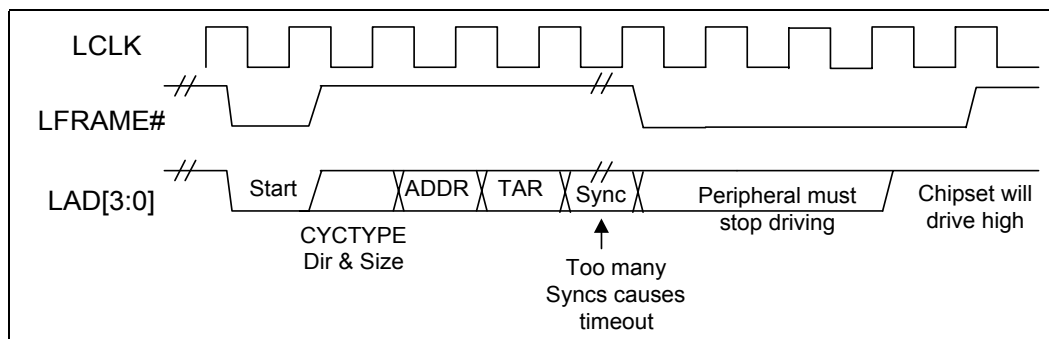 LCLK
LFRAME#
LAD[3:0]
Start
ADDR
TAR
Sync
Peripheral must
stop driving
Chipset will
drive high
CYCTYPE
Dir & Size
Too many
Syncs causes
timeout